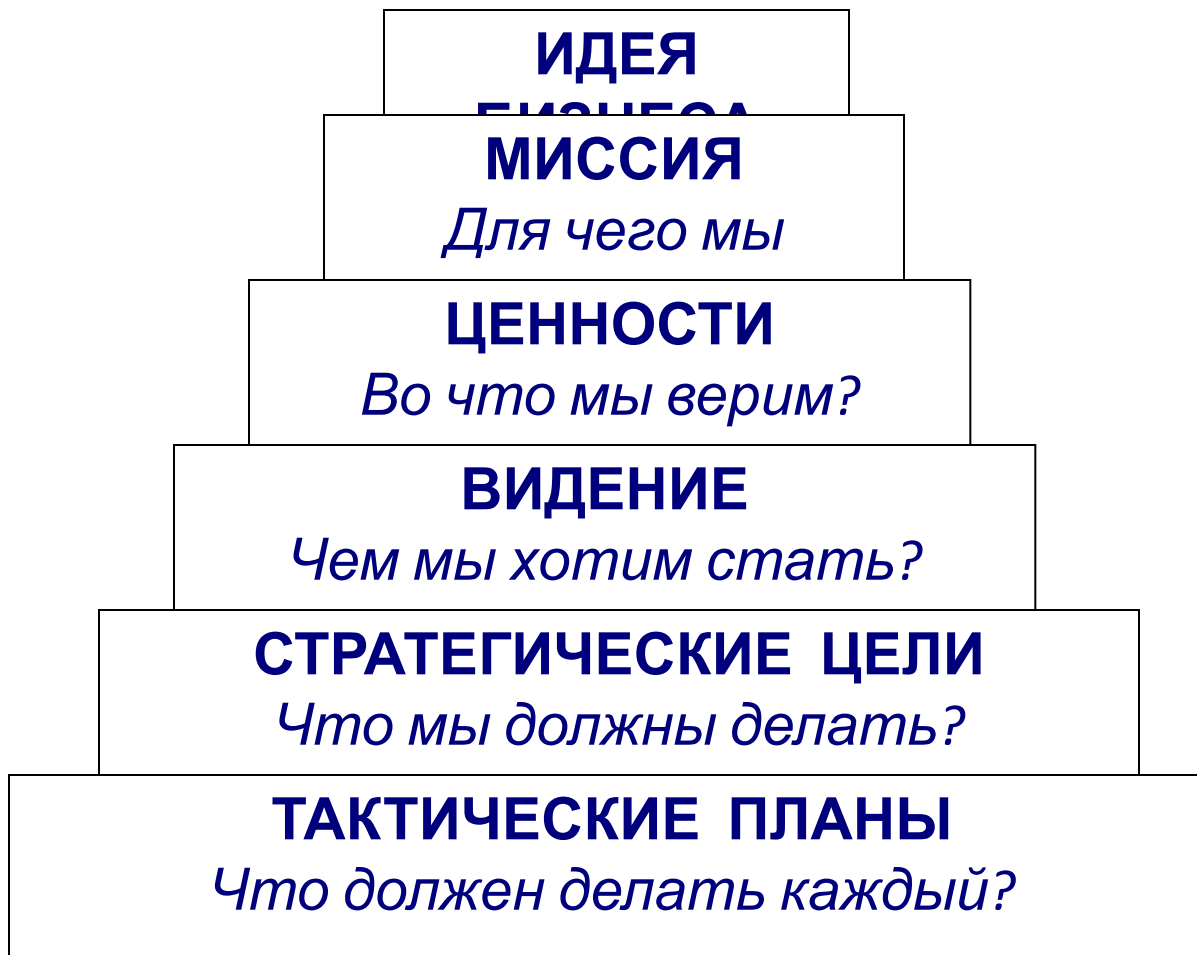 ИДЕЯ
БИЗНЕСА
МИССИЯ
Для чего мы
ЦЕННОСТИ
Во что мы верим?
ВИДЕНИЕ
Чем мы хотим стать?
СТРАТЕГИЧЕСКИЕ ЦЕЛИ
Что мы должны делать?
ТАКТИЧЕСКИЕ ПЛАНЫ
Что должен делать каждый?